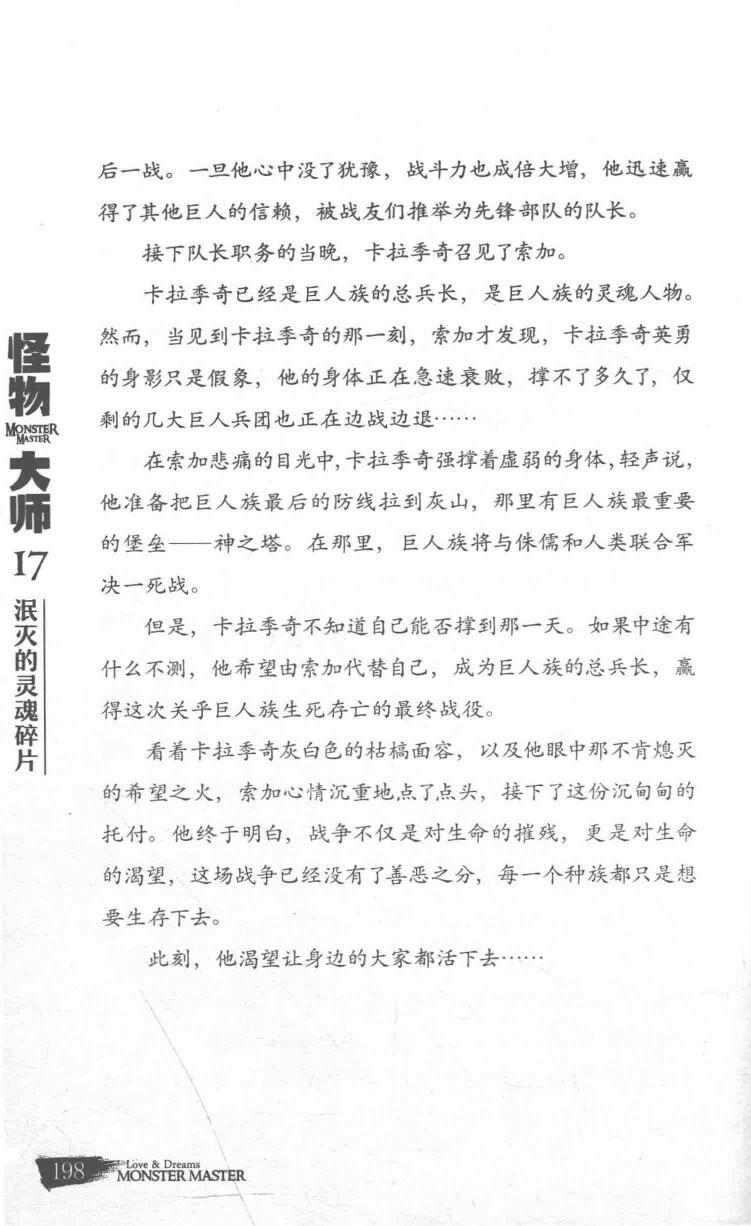 后一战。一旦他心中没了犹豫，战斗力也成倍大增，他迅速赢
得了其他巨人的信赖，被战友们推举为先锋部队的队长。
接下队长职务的当晚，卡拉季奇召见了索加。
卡拉季奇已经是巨人族的总兵长，是巨人族的灵魂人物。
然而，当见到卡拉季奇的那一刻，索加才发现，卡拉季奇英勇
的身影只是假象，他的身体正在急速衰败，撑不了多久了，仅
剩的几大巨人兵团也正在边战边退……
在索加悲痛的目光中，卡拉季奇强撑着虚弱的身体，轻声说，
他准备把巨人族最后的防线拉到灰山，那里有巨人族最重要
的堡垒——神之塔。在那里，巨人族将与侏儒和人类联合军
决一死战。
但是，卡拉季奇不知道自己能否撑到那一天。如果中途有
什么不测，他希望由索加代替自己，成为巨人族的总兵长，赢
得这次关乎巨人族生死存亡的最终战役。
看着卡拉季奇灰白色的枯槁面容，以及他眼中那不肯熄灭
的希望之火，索加心情沉重地点了点头，接下了这份沉甸甸的
托付。他终于明白，战争不仅是对生命的摧残，更是对生命
的渴望，这场战争已经没有了善恶之分，每一个种族都只是想
要生存下去。
此刻，他渴望让身边的大家都活下去……
怪物
MONSTER
MASTER
大师
17
泯灭的灵魂碎片
198
Love & Dreams
MONSTER MASTER